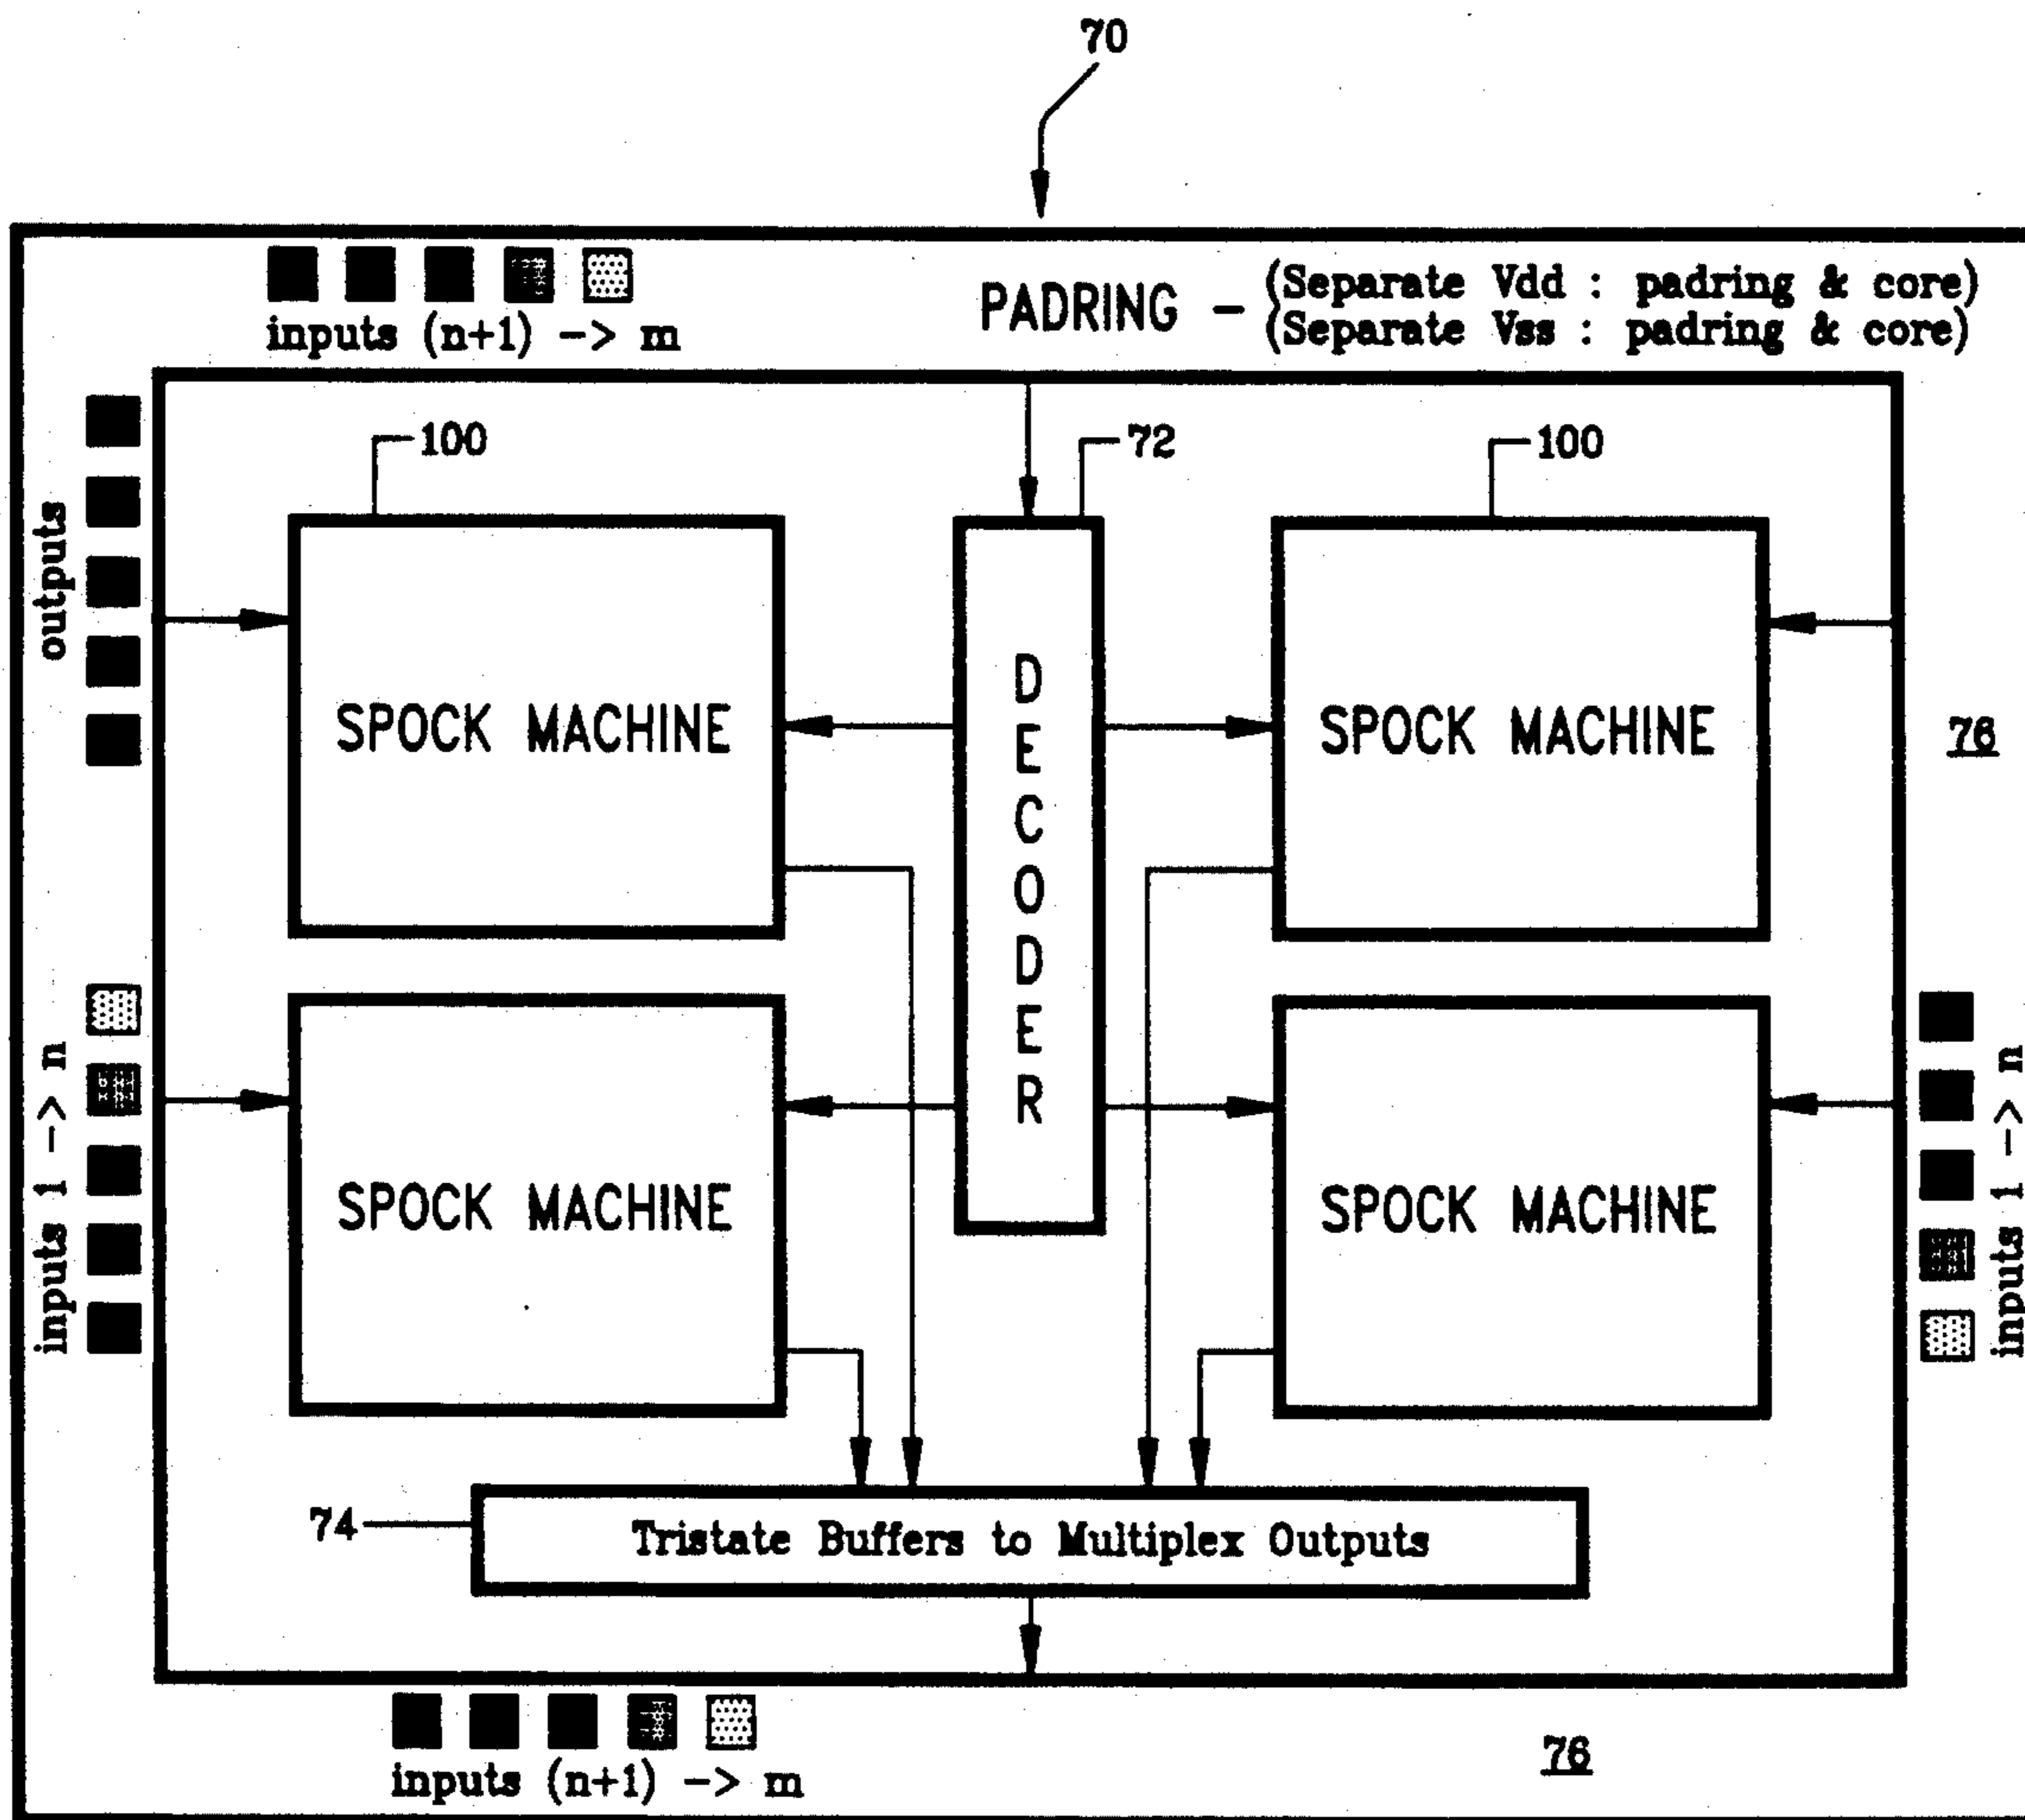 70
inputs (n+1) -> m
PADRING - (Separate Vdd : padring & core)
(Separate Vss : padring & core)
outputs
100
72
100
SPOCK MACHINE
DECODER
SPOCK MACHINE
76
inputs 1 -> n
SPOCK MACHINE
SPOCK MACHINE
inputs 1 -> n
74
Tristate Buffers to Multiplex Outputs
inputs (n+1) -> m
76